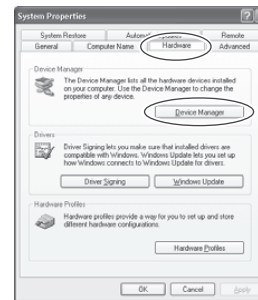 System Properties
System Restore
Automatic Updates
Remote
General
Computer Name
Hardware
Advanced
Device Manager
The Device Manager lists all the hardware devices installed
on your computer. Use the Device Manager to change the
properties of any device.
Device Manager
Drivers
Driver Signing lets you make sure that installed drivers are
compatible with Windows. Windows Update lets you set up
how Windows connects to Windows Update for drivers.
Driver Signing
Windows Update
Hardware Profiles
Hardware profiles provide a way for you to set up and store
different hardware configurations.
Hardware Profiles
OK
Cancel
Apply